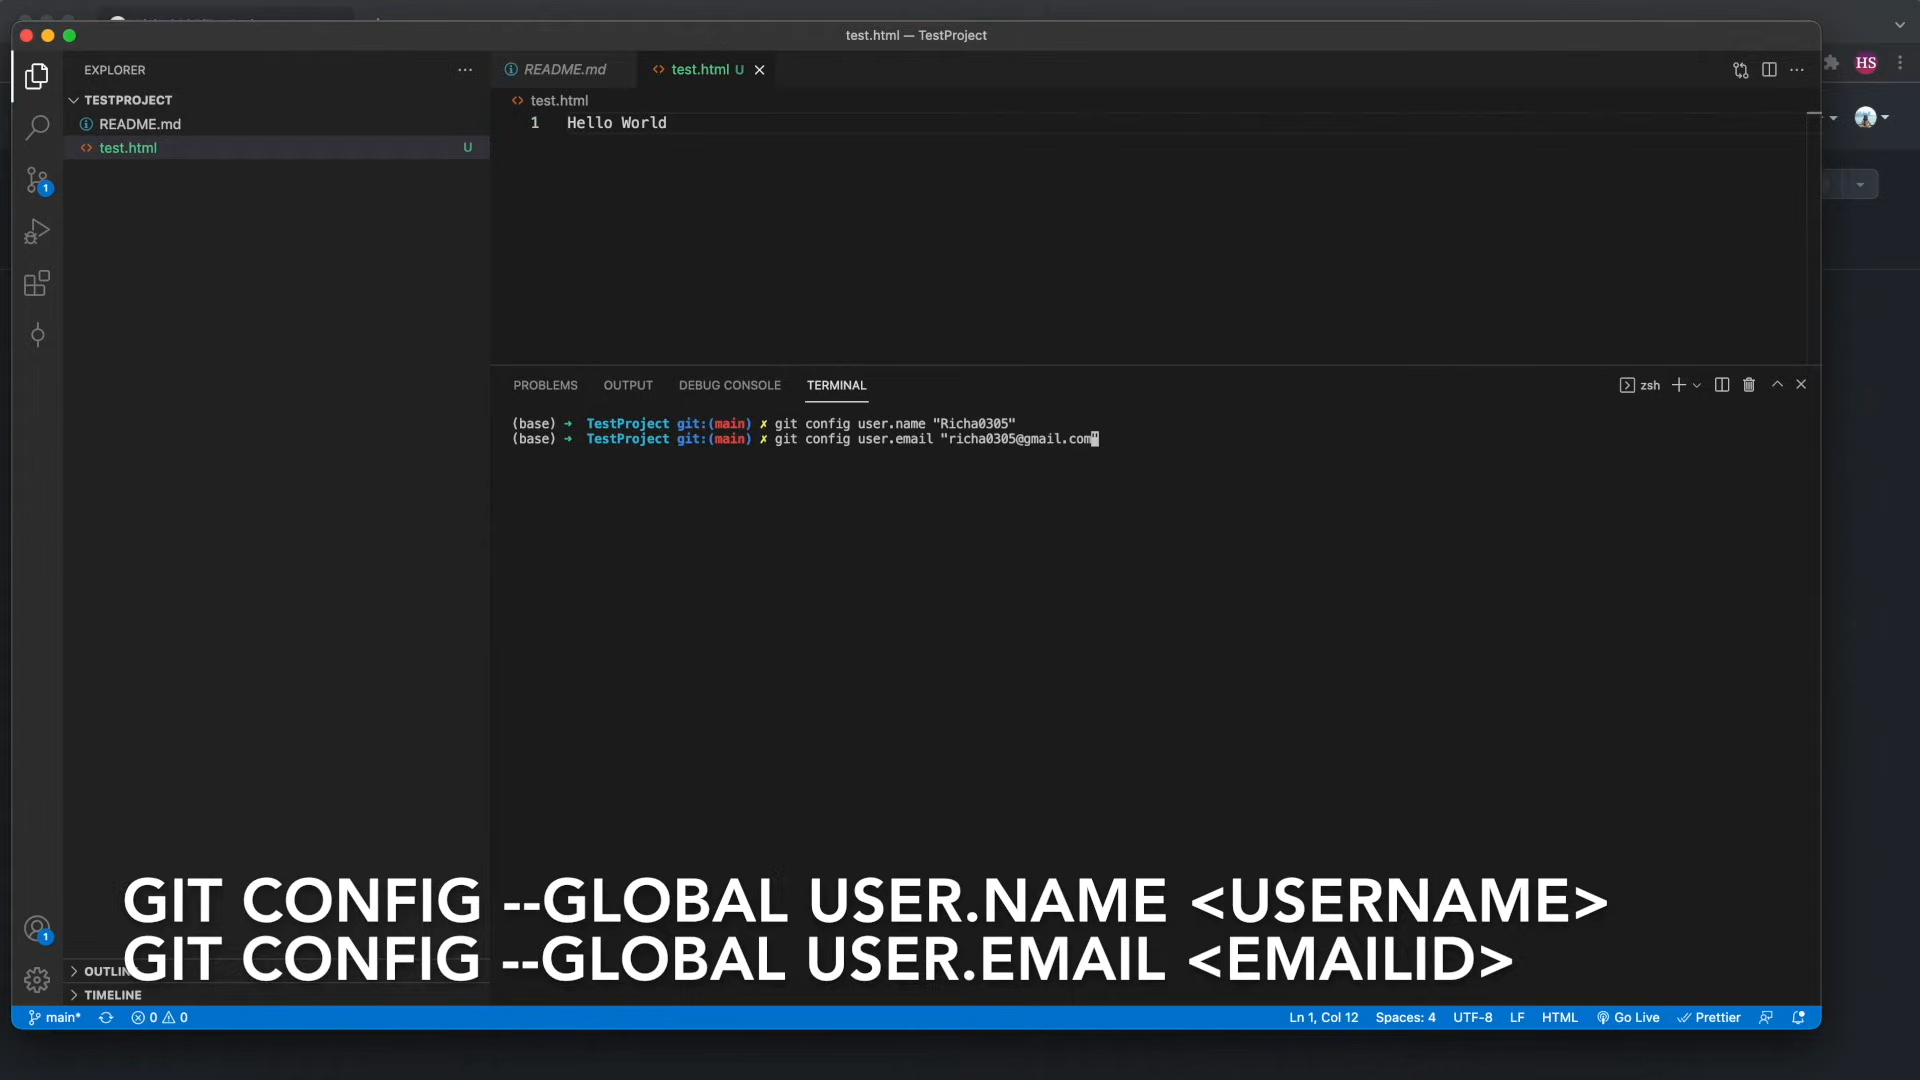 test.html — TestProject
HS
EXPLORER
README.md
test.html U
TESTPROJECT
test.html
README.md
1 Hello World
test.html U
PROBLEMS OUTPUT DEBUG CONSOLE TERMINAL
zsh
(base) ➜ TestProject git:(main) ✗ git config user.name "Richa0305"
(base) ➜ TestProject git:(main) ✗ git config user.email "richa0305@gmail.com"
GIT CONFIG --GLOBAL USER.NAME <USERNAME>
GIT CONFIG --GLOBAL USER.EMAIL <EMAILID>
1
1
TIMELINE
main* 0 0 Ln 1, Col 12 Spaces: 4 UTF-8 LF HTML Go Live Prettier